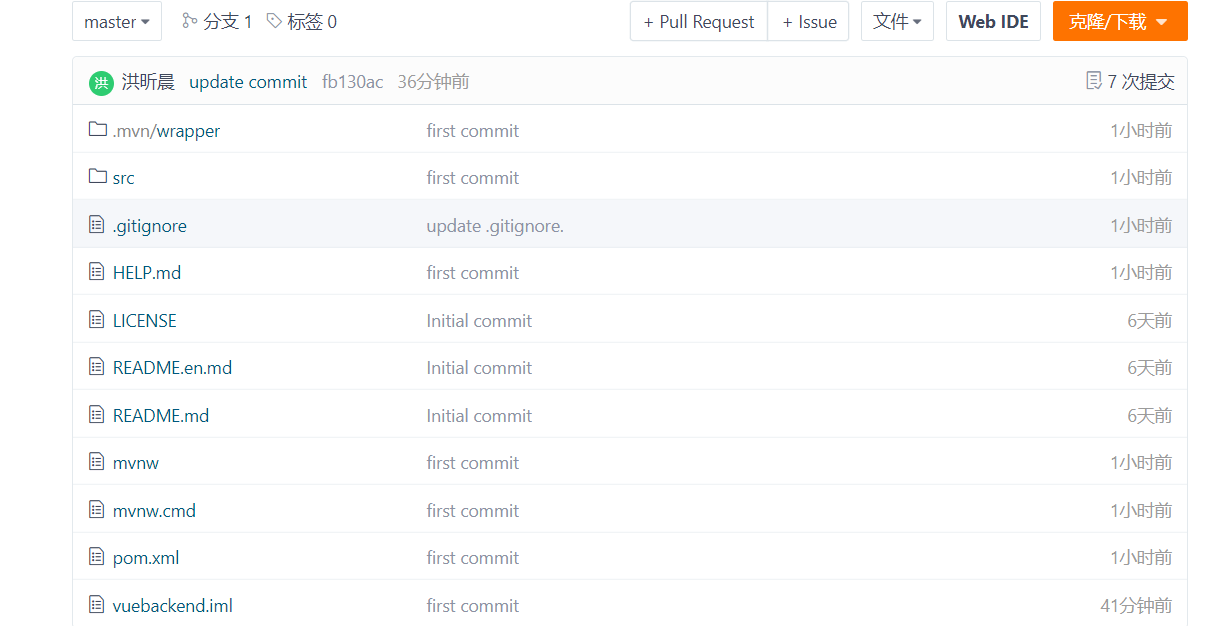 master 分支 1 标签 0 + Pull Request + Issue 文件 Web IDE 克隆/下载
洪 洪昕晨 update commit fb130ac 36分钟前 7 次提交
.mvn/wrapper first commit 1小时前
src first commit 1小时前
.gitignore update .gitignore. 1小时前
HELP.md first commit 1小时前
LICENSE Initial commit 6天前
README.en.md Initial commit 6天前
README.md Initial commit 6天前
mvnw first commit 1小时前
mvnw.cmd first commit 1小时前
pom.xml first commit 1小时前
vuebackend.iml first commit 41分钟前